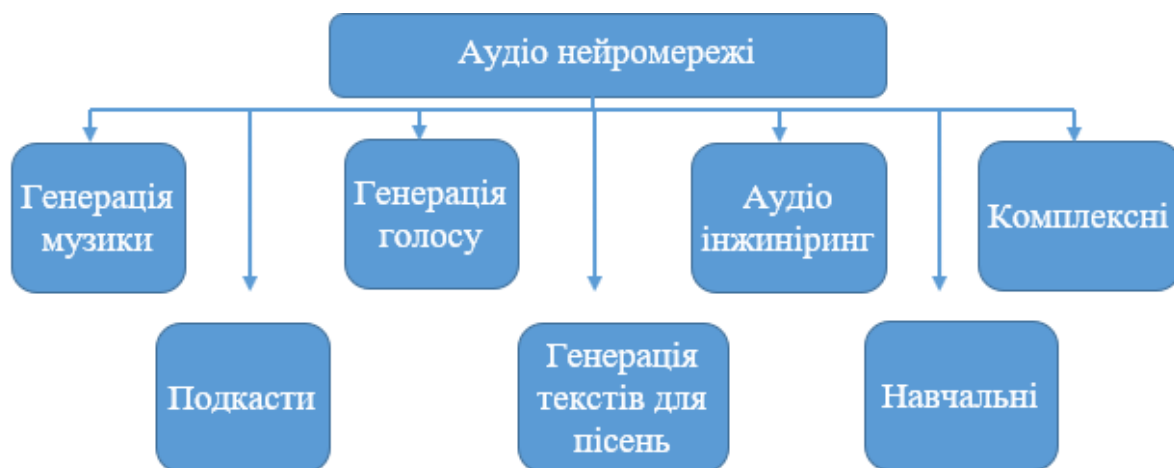 Аудіо нейромережі
Генерація
музики
Генерація
голосу
Аудіо
інжиніринг
Комплексні
Подкасти
Генерація
текстів для
пісень
Навчальні